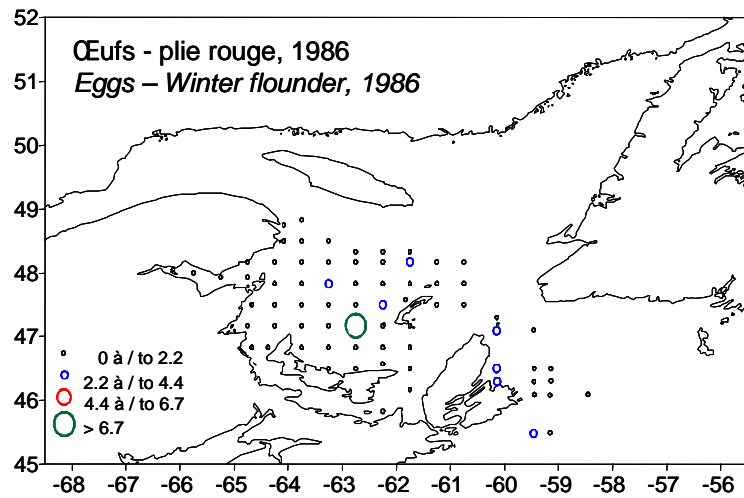 52
Œufs - plie rouge, 1986
51
Eggs – Winter flounder, 1986
50
49
48
47
0 à / to 2.2
2.2 à / to 4.4
46
4.4 à / to 6.7
> 6.7
45
-68 -67 -66 -65 -64 -63 -62 -61 -60 -59 -58 -57 -56